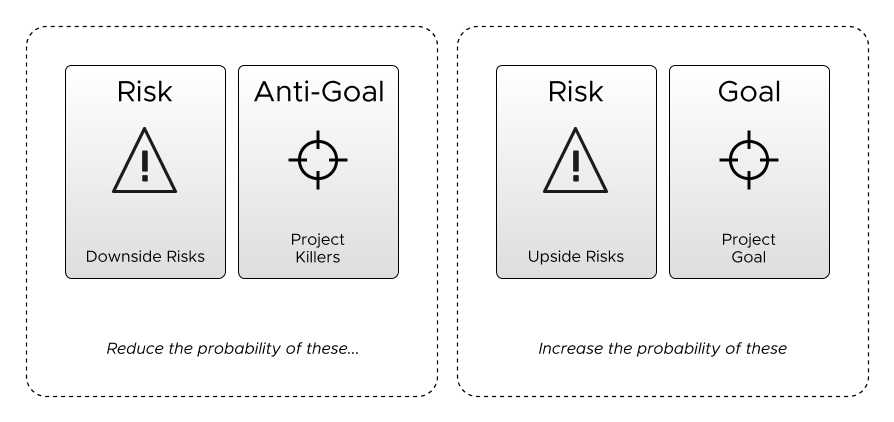 Risk
Downside Risks
Anti-Goal
Project
Killers
Reduce the probability of these...
Risk
Upside Risks
Goal
Project
Goal
Increase the probability of these